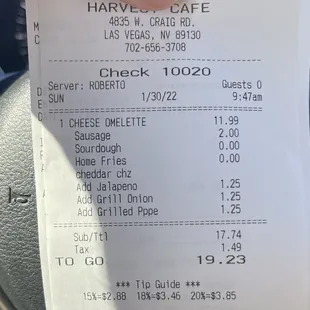 HARVEST CAFE
4835 W. CRAIG RD.
LAS VEGAS, NV 89130
702-656-3708
Check 10020
Server: ROBERTO Guests 0
SUN 1/30/22 9:47am
1 CHEESE OMELETTE 11.99
Sausage 2.00
Sourdough 0.00
Home Fries 0.00
cheddar chz
Add Jalapeno 1.25
Add Grill Onion 1.25
Add Grilled Pppe 1.25
Sub/Ttl 17.74
Tax 1.49
TO GO 19.23
*** Tip Guide ***
15%=$2.88 18%=$3.46 20%=$3.85